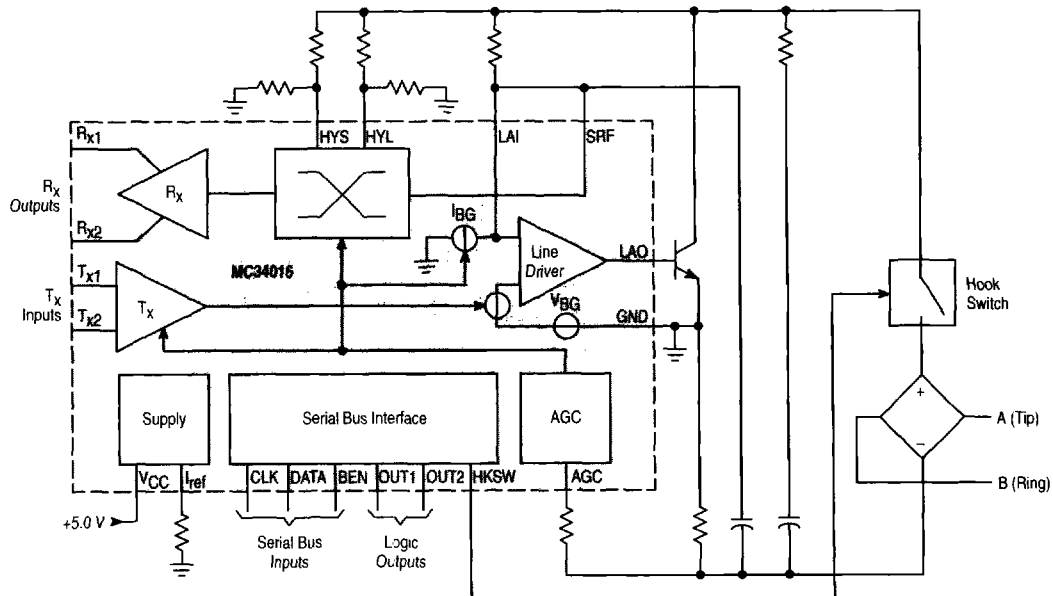 HYS HYL LAI SRF
Rx1
Rx
Rx
Outputs
Rx2
IBG
MC34016
Line
Driver
LAO
Tx1
Tx
Inputs
Tx
Tx2
VBG
GND
Hook
Switch
Supply
Serial Bus Interface
AGC
+
−
A (Tip)
B (Ring)
VCC Iref CLK DATA BEN OUT1 OUT2 HKSW AGC
+5.0 V
Serial Bus
Inputs
Logic
Outputs